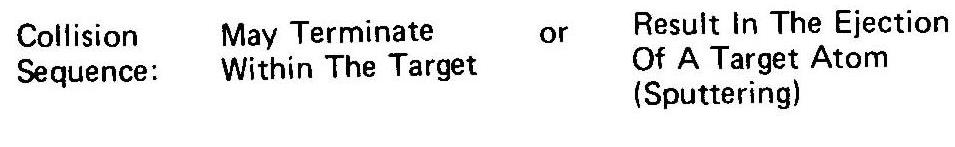 Collision May Terminate or Result In The Ejection
Sequence: Within The Target Of A Target Atom
(Sputtering)